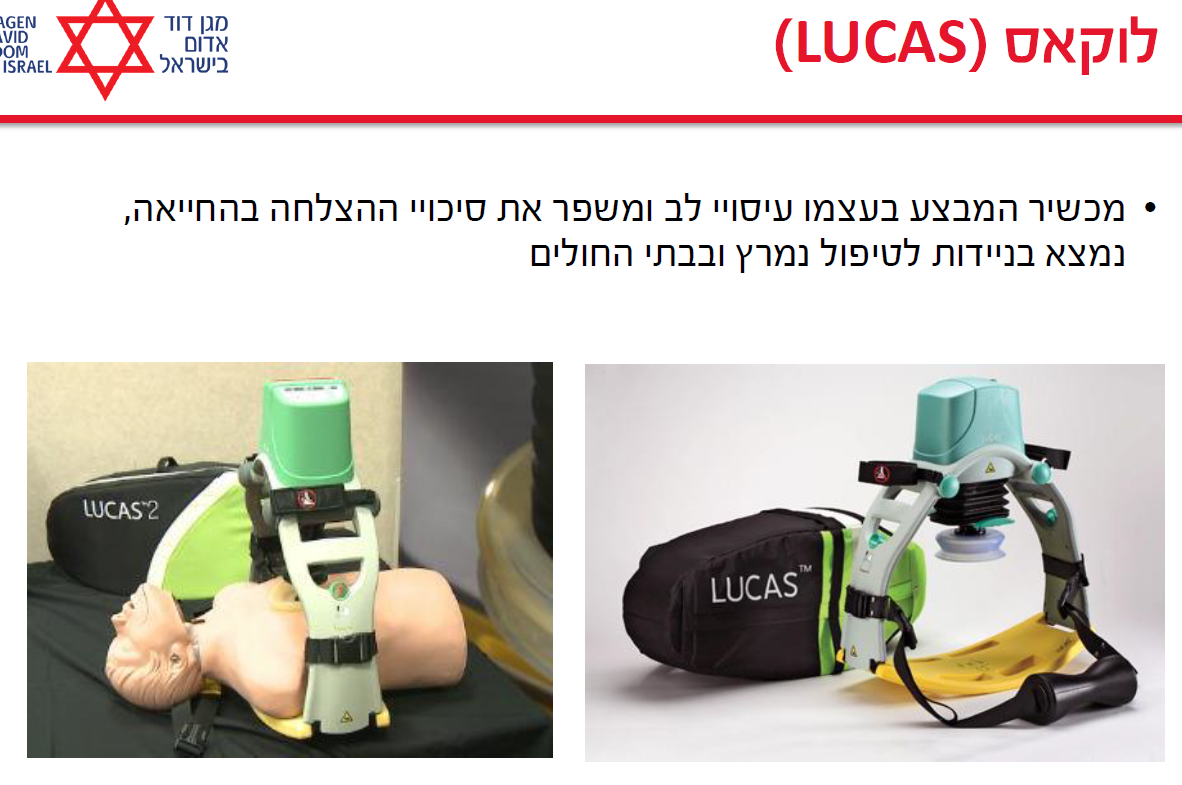 לוקאס (LUCAS)
מגן דוד
אדום
בישראל
AGEN
AVID
DOM
ISRAEL
• מכשיר המבצע בעצמו עיסויי לב ומשפר את סיכויי ההצלחה בהחייאה,
נמצא בניידות לטיפול נמרץ ובבתי החולים
LUCAS™2
LUCAS™